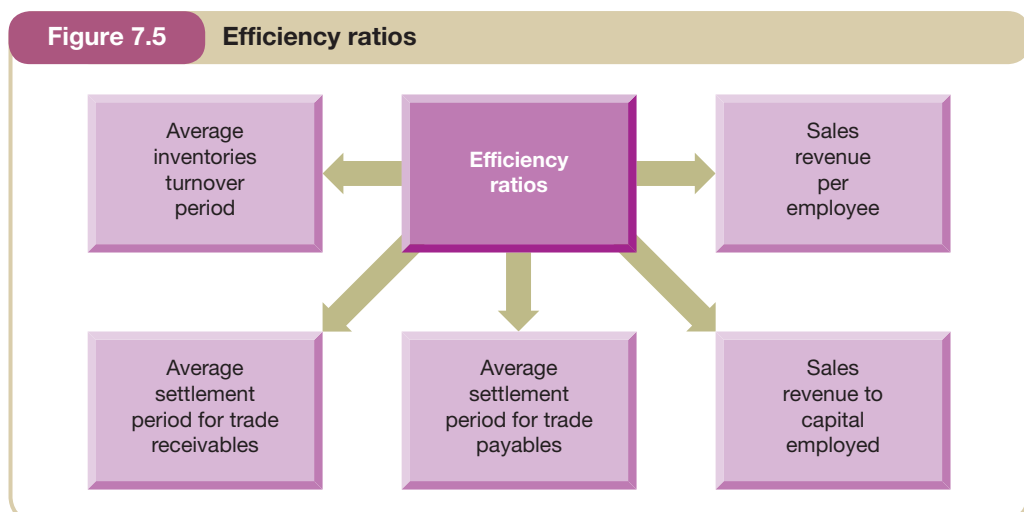 Figure 7.5 Efficiency ratios
Average
inventories
turnover
period
Efficiency
ratios
Sales
revenue
per
employee
Average
settlement
period for trade
receivables
Average
settlement
period for trade
payables
Sales
revenue to
capital
employed